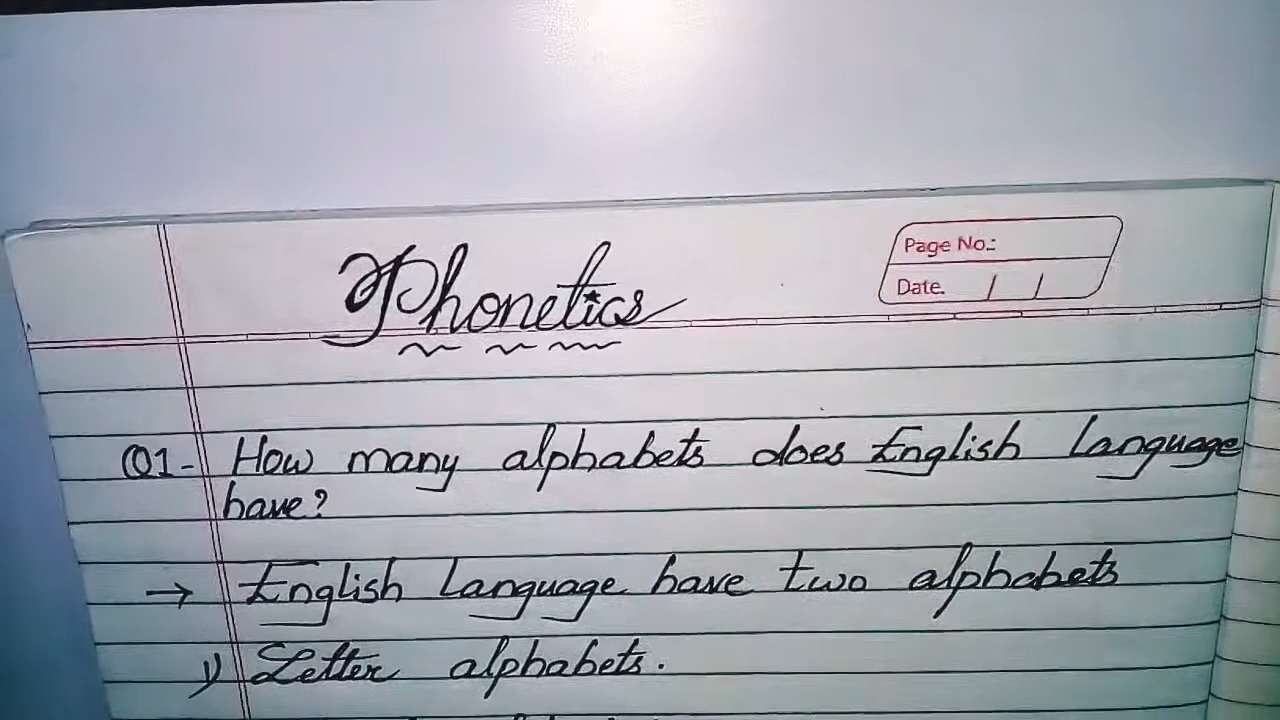 Phonetics
Page No.:
Date. / /
Q1- How many alphabets does English Language
have?
→ English Language have two alphabets
1) Letter alphabets.